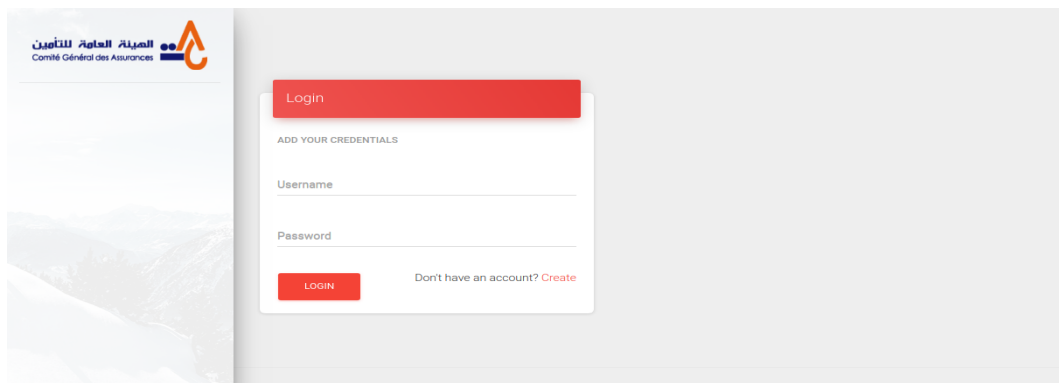 الهيئة العامة للتأمين
Comité Général des Assurances
Login
ADD YOUR CREDENTIALS
Username
Password
LOGIN
Don't have an account? Create